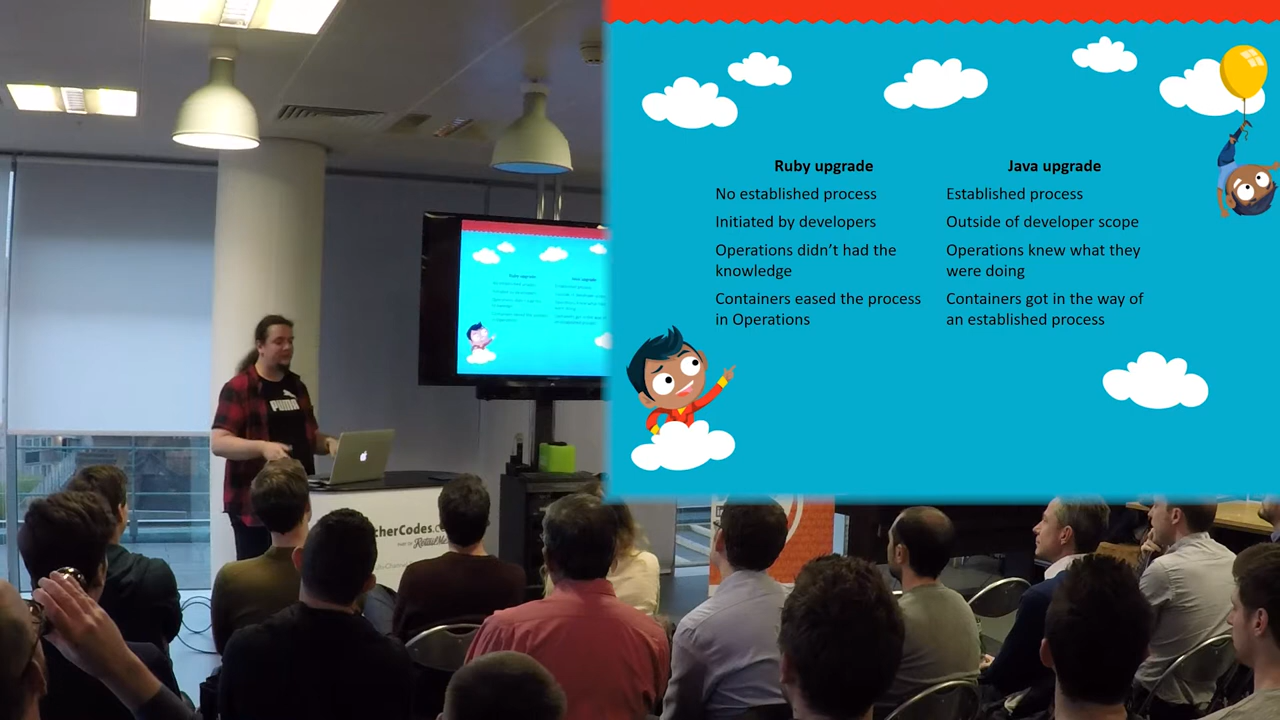 Ruby upgrade
Java upgrade
No established process
Established process
Initiated by developers
Outside of developer scope
Operations didn’t had the
knowledge
Operations knew what they
were doing
Containers eased the process
in Operations
Containers got in the way of
an established process
PUMA
cherCodes.c